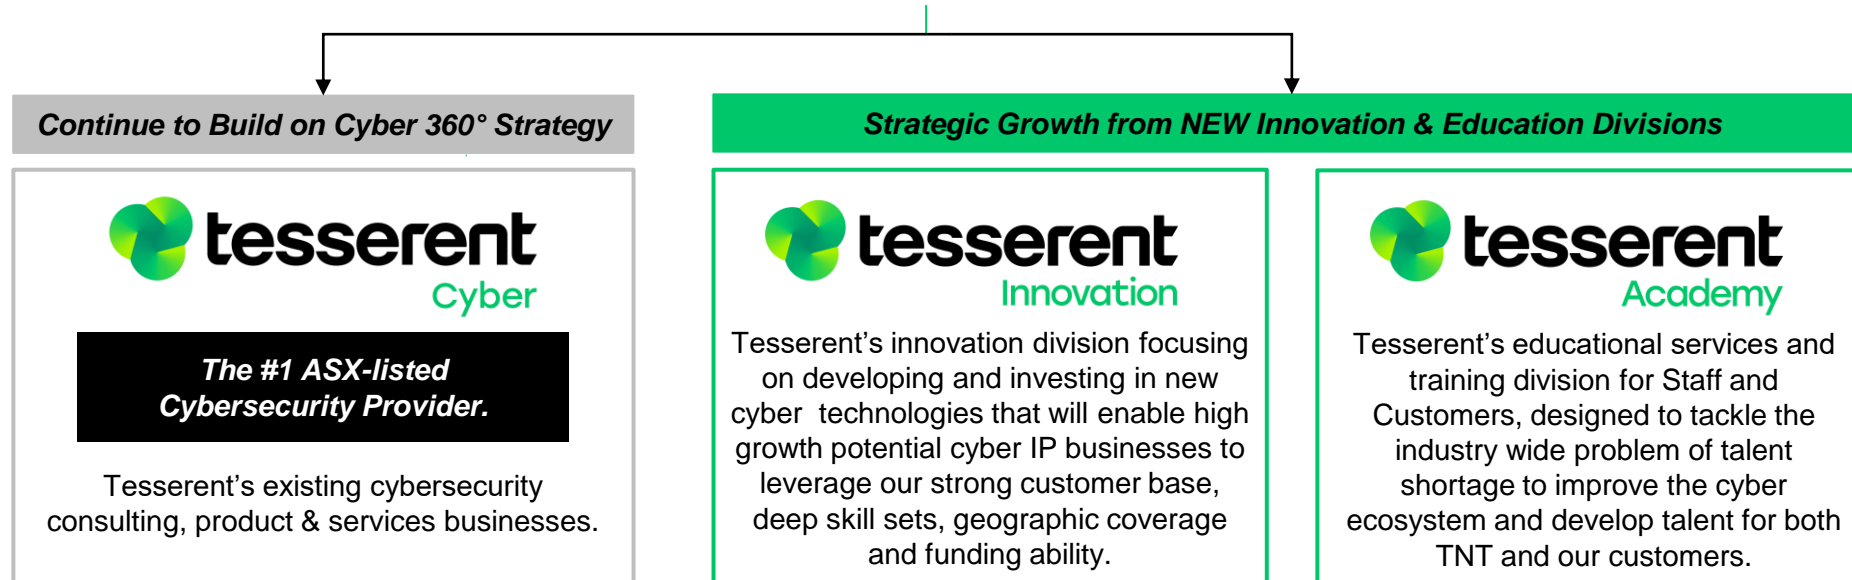 Continue to Build on Cyber 360° Strategy
Strategic Growth from NEW Innovation & Education Divisions
tesserent
Cyber
The #1 ASX-listed
Cybersecurity Provider.
Tesserent’s existing cybersecurity
consulting, product & services businesses.
tesserent
Innovation
Tesserent’s innovation division focusing
on developing and investing in new
cyber  technologies that will enable high
growth potential cyber IP businesses to
leverage our strong customer base,
deep skill sets, geographic coverage
and funding ability.
tesserent
Academy
Tesserent’s educational services and
training division for Staff and
Customers, designed to tackle the
industry wide problem of talent
shortage to improve the cyber
ecosystem and develop talent for both
TNT and our customers.